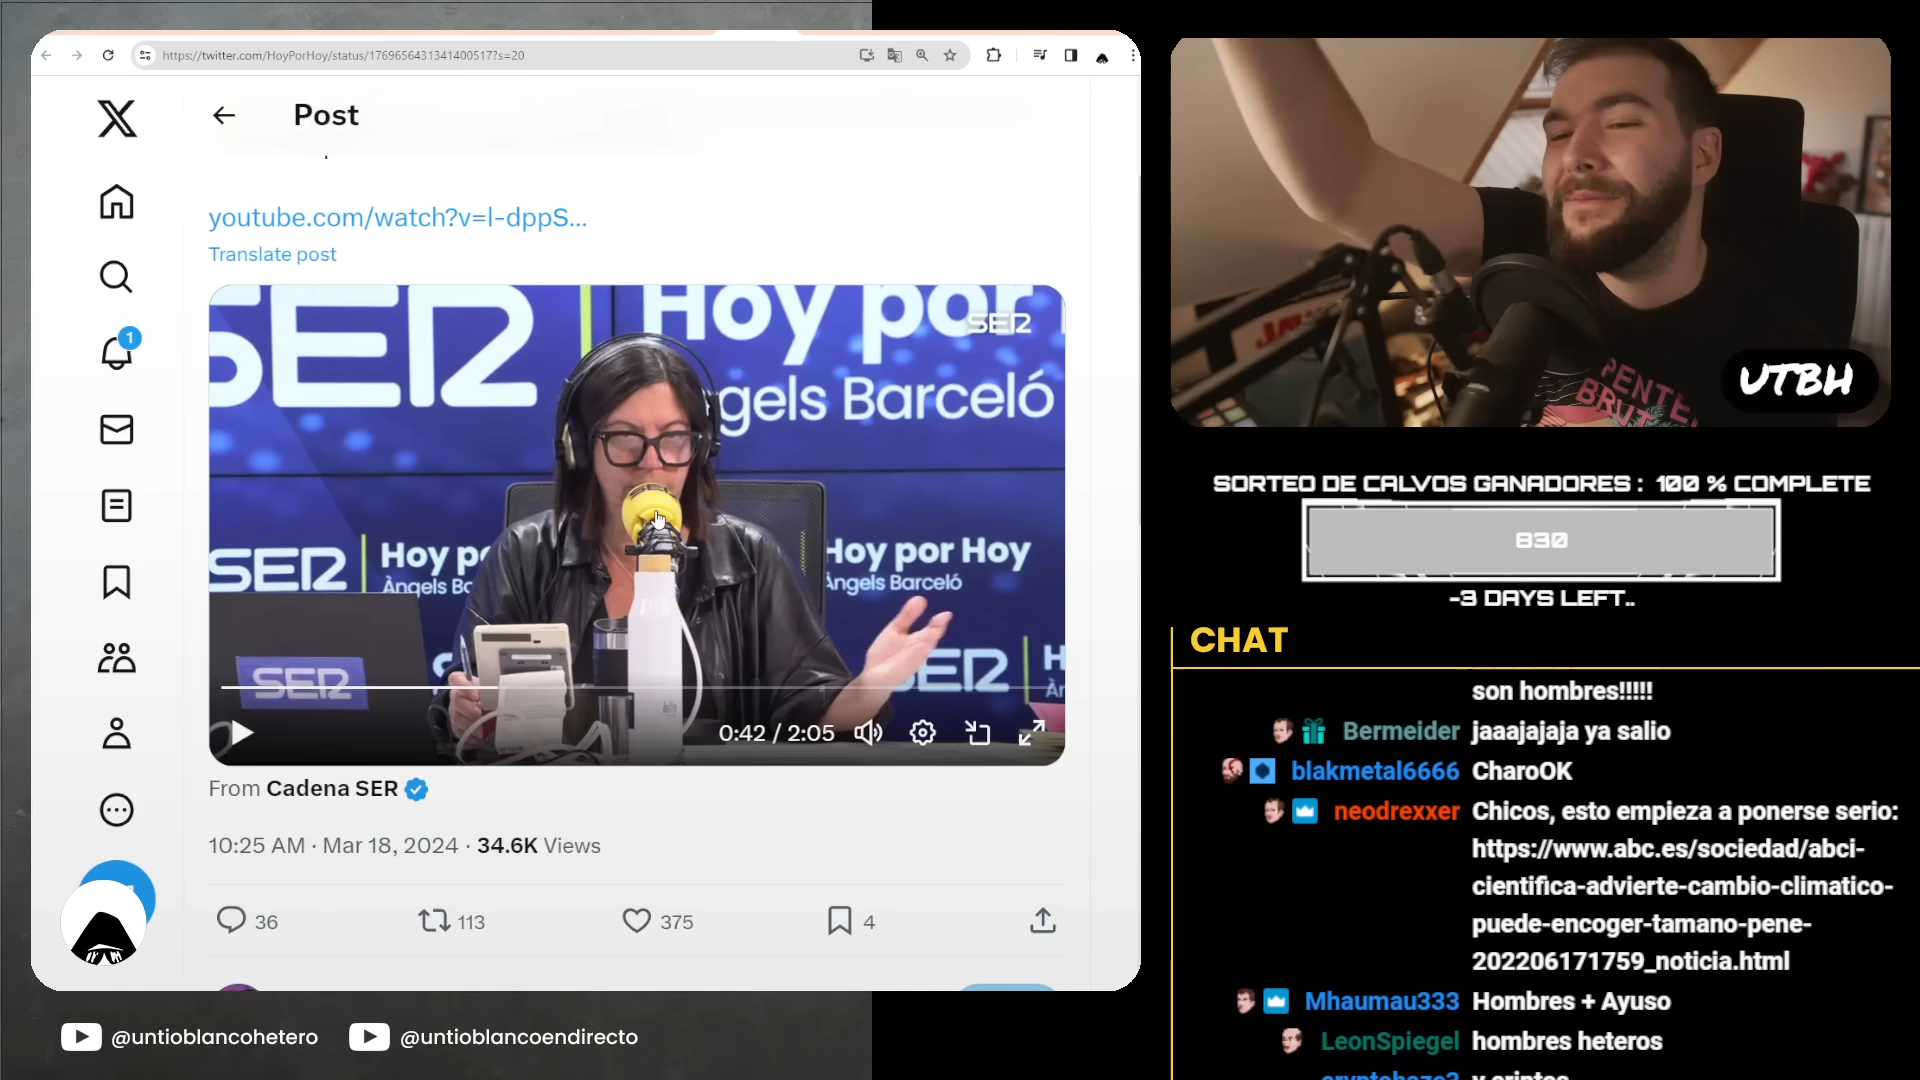 https://twitter.com/HoyPorHoy/status/1769656431341400517?s=20
Post
youtube.com/watch?v=l-dppS...
Translate post
1
SER
Hoy por
SER
gels Barceló
SER
Hoy po
Àngels Ba
Hoy por Hoy
Àngels Barceló
SER
SER
H
0:42 / 2:05
From Cadena SER
10:25 AM · Mar 18, 2024 · 34.6K Views
36
113
375
4
@untioblancohetero
@untioblancoendirecto
PENTE
BRUT
UTBH
SORTEO DE CALVOS GANADORES : 100 % COMPLETE
830
-3 DAYS LEFT..
CHAT
son hombres!!!!!
Bermeider jaaajajaja ya salio
blakmetal6666 CharoOK
neodrexxer Chicos, esto empieza a ponerse serio:
https://www.abc.es/sociedad/abci-
cientifica-advierte-cambio-climatico-
puede-encoger-tamano-pene-
202206171759_noticia.html
Mhaumau333 Hombres + Ayuso
LeonSpiegel hombres heteros